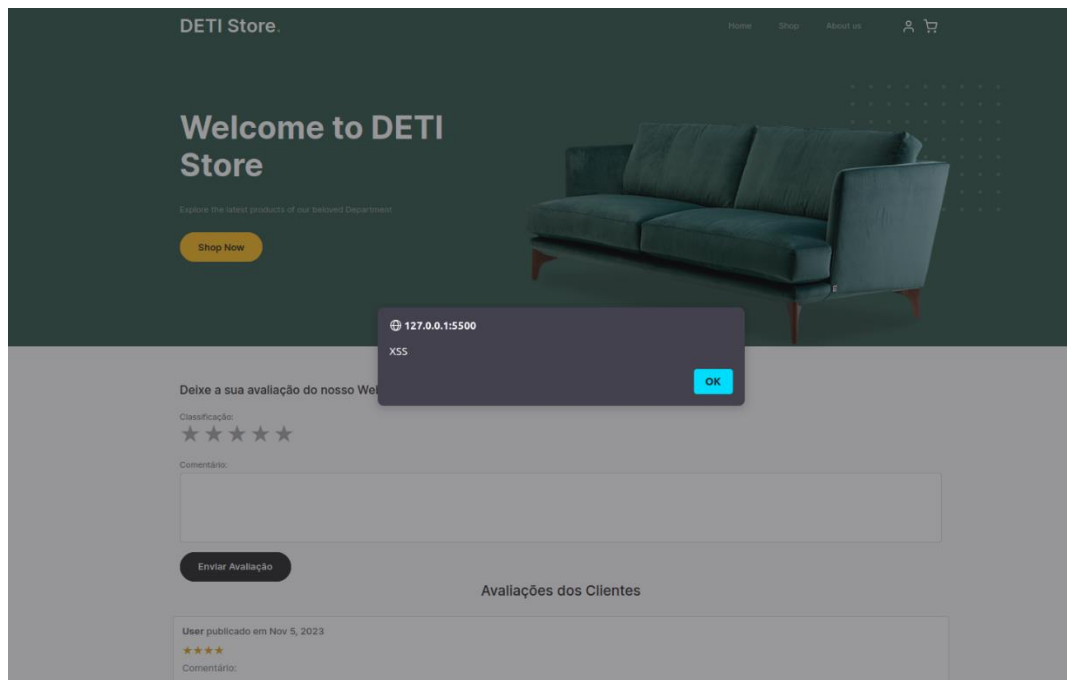 DETI Store.
Home Shop About us
Welcome to DETI
Store
Explore the latest products of our beloved Department
Shop Now
127.0.0.1:5500
XSS
OK
Deixe a sua avaliação do nosso We
Classificação:
Comentário:
Enviar Avaliação
Avaliações dos Clientes
User publicado em Nov 5, 2023
Comentário: